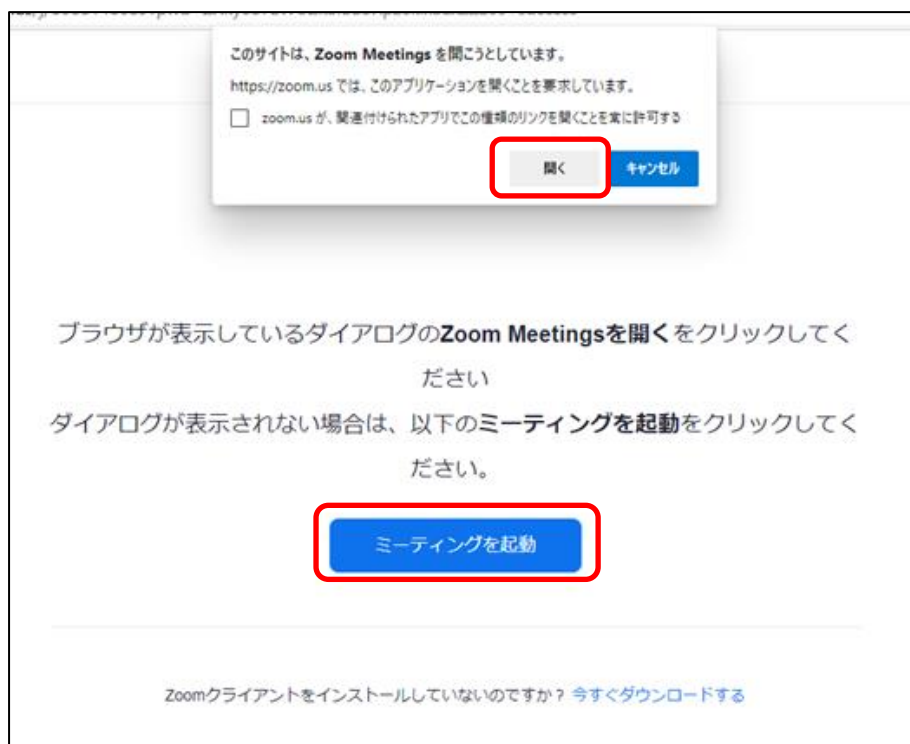 このサイトは、Zoom Meetings を開こうとしています。
https://zoom.us では、このアプリケーションを開くことを要求しています。
zoom.us が、関連付けられたアプリでこの種類のリンクを開くことを常に許可する
開く
キャンセル
ブラウザが表示しているダイアログのZoom Meetingsを開くをクリックしてく
ださい
ダイアログが表示されない場合は、以下のミーティングを起動をクリックしてく
ださい。
ミーティングを起動
Zoomクライアントをインストールしていないのですか？ 今すぐダウンロードする